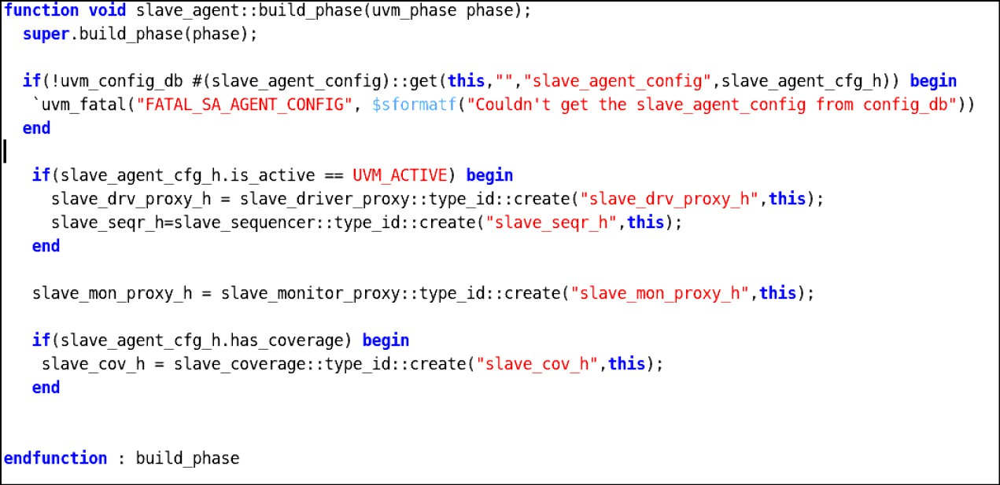 function void slave_agent::build_phase(uvm_phase phase);
super.build_phase(phase);
if(!uvm_config_db #(slave_agent_config)::get(this,"","slave_agent_config",slave_agent_cfg_h)) begin
`uvm_fatal("FATAL_SA_AGENT_CONFIG", $sformatf("Couldn't get the slave_agent_config from config_db"))
end
if(slave_agent_cfg_h.is_active == UVM_ACTIVE) begin
slave_drv_proxy_h = slave_driver_proxy::type_id::create("slave_drv_proxy_h",this);
slave_seqr_h=slave_sequencer::type_id::create("slave_seqr_h",this);
end
slave_mon_proxy_h = slave_monitor_proxy::type_id::create("slave_mon_proxy_h",this);
if(slave_agent_cfg_h.has_coverage) begin
slave_cov_h = slave_coverage::type_id::create("slave_cov_h",this);
end
endfunction : build_phase